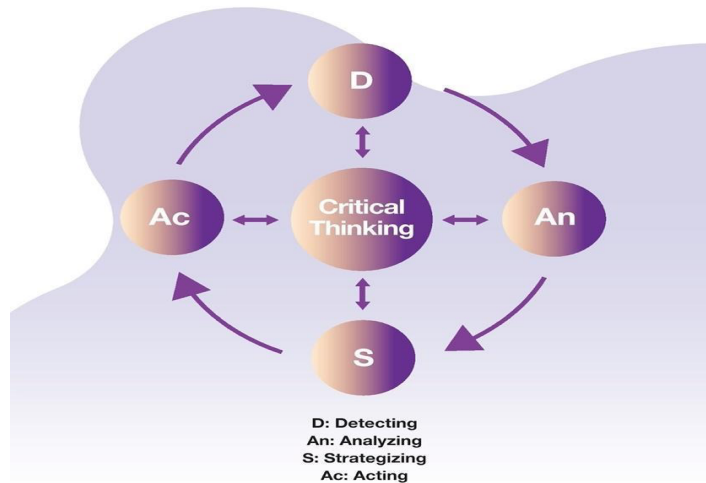 D
Ac
Critical
Thinking
An
S
D: Detecting
An: Analyzing
S: Strategizing
Ac: Acting